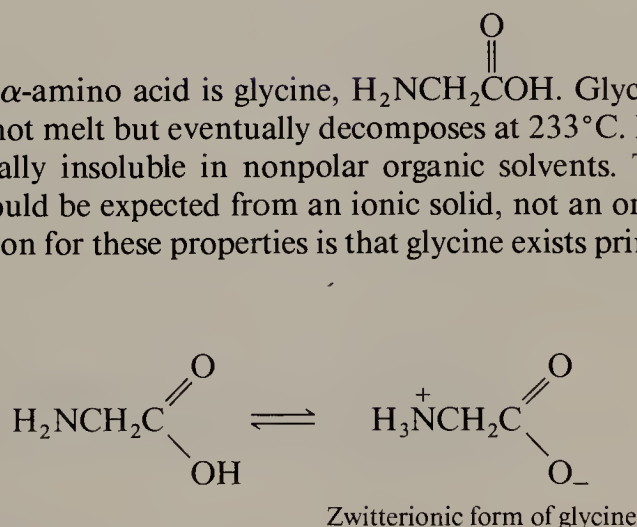 O
α-amino acid is glycine, H₂NCH₂COH. Glyc
not melt but eventually decomposes at 233°C.
ally insoluble in nonpolar organic solvents.
ould be expected from an ionic solid, not an or
on for these properties is that glycine exists pri
O O
H₂NCH₂C ⇌ H₃N⁺CH₂C
OH O₋
Zwitterionic form of glycine